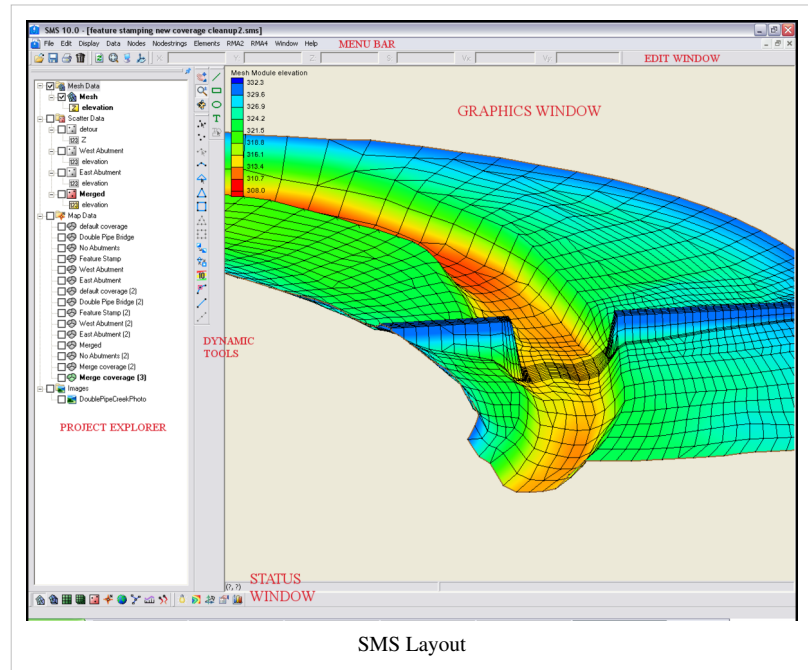 SMS 10.0 - [feature stamping new coverage cleanup2.sms]
File Edit Display Data Nodes Nodestrings Elements RMA2 RMA4 Window Help
MENU BAR
X: Y: Z: S Vx Vy
EDIT WINDOW
Mesh Data
Mesh
elevation
Scatter Data
detour
Z
West Abutment
elevation
East Abutment
elevation
Merged
elevation
Map Data
default coverage
Double Pipe Bridge
No Abutments
Feature Stamp
West Abutment
East Abutment
default coverage (2)
Double Pipe Bridge (2)
Feature Stamp (2)
West Abutment (2)
East Abutment (2)
Merged
No Abutments (2)
Merge coverage (2)
Merge coverage (3)
Images
DoublePipeCreekPhoto
PROJECT EXPLORER
T
DYNAMIC
TOOLS
Mesh Module elevation
332.3
329.6
326.9
324.2
321.5
318.8
316.1
313.4
310.7
308.0
GRAPHICS WINDOW
(?, ?)
STATUS
WINDOW
SMS Layout